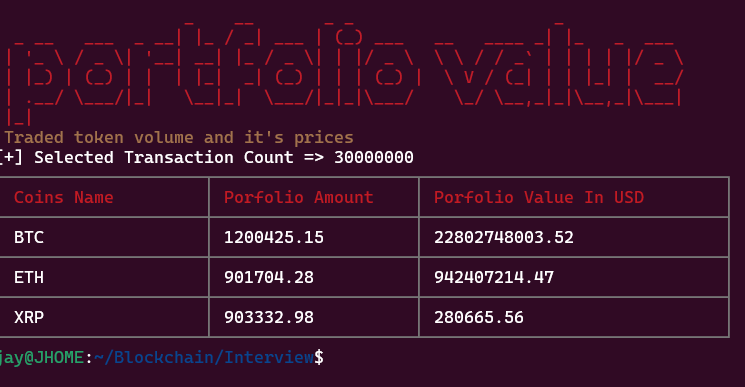 portfolio value
Traded token volume and it's prices
[+] Selected Transaction Count => 30000000
Coins Name Porfolio Amount Porfolio Value In USD
BTC 1200425.15 22802748003.52
ETH 901704.28 942407214.47
XRP 903332.98 280665.56
jay@JHOME:~/Blockchain/Interview$